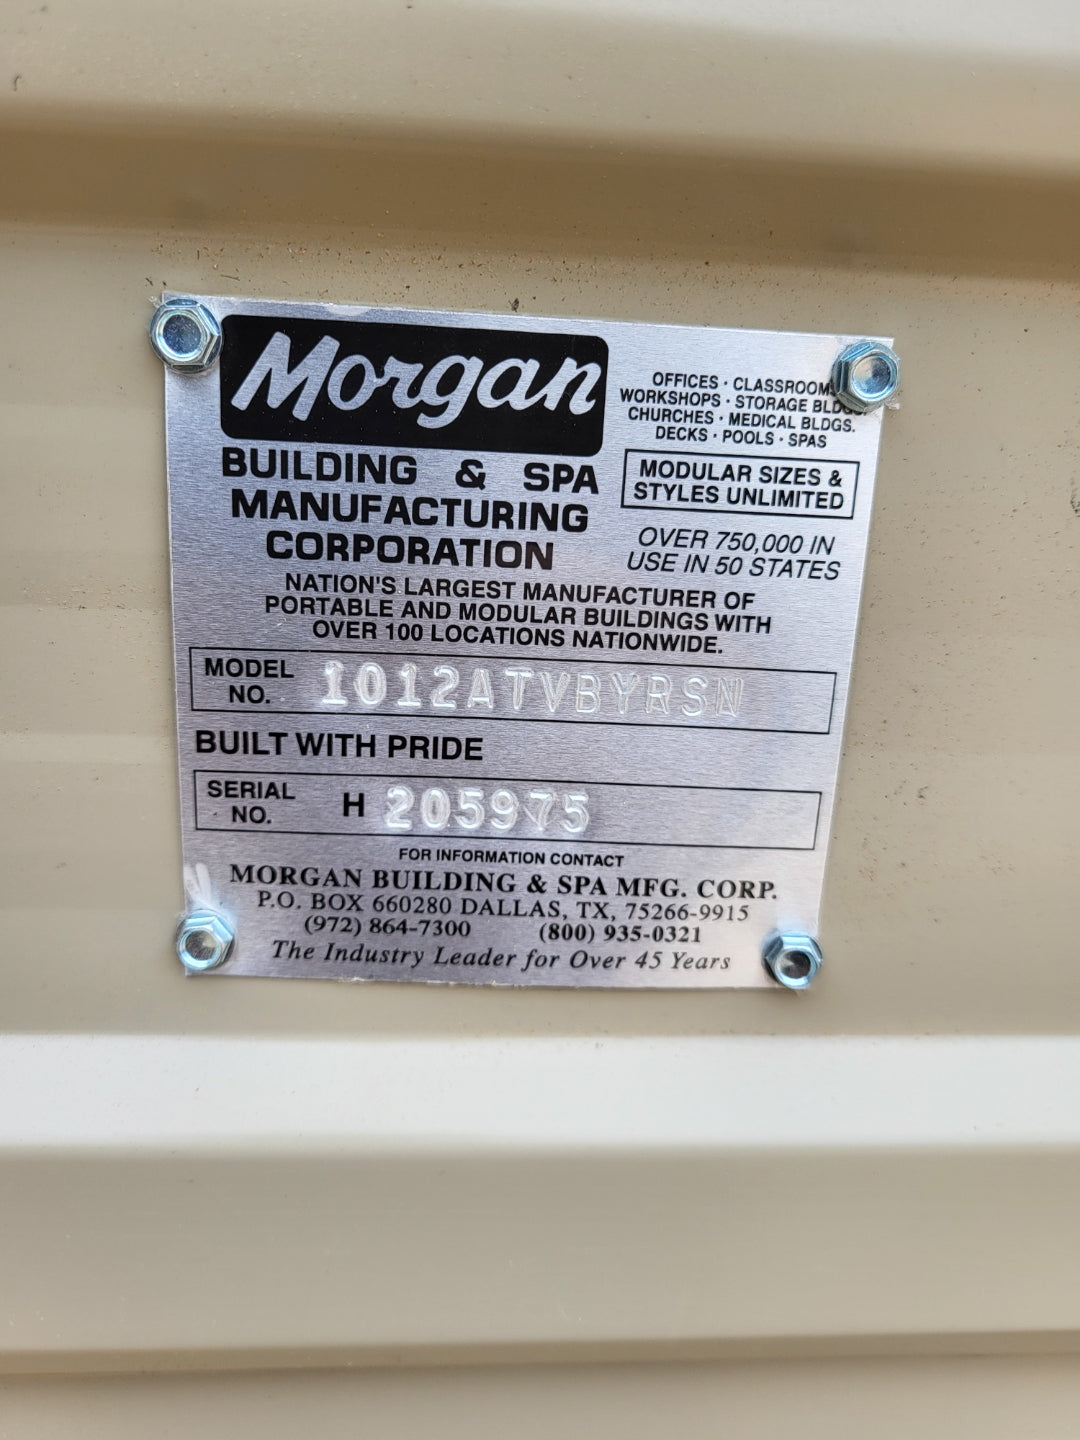 Morgan
BUILDING & SPA
MANUFACTURING
CORPORATION
OFFICES · CLASSROOMS
WORKSHOPS · STORAGE BLDGS.
CHURCHES · MEDICAL BLDGS.
DECKS · POOLS · SPAS
MODULAR SIZES &
STYLES UNLIMITED
OVER 750,000 IN
USE IN 50 STATES
NATION'S LARGEST MANUFACTURER OF
PORTABLE AND MODULAR BUILDINGS WITH
OVER 100 LOCATIONS NATIONWIDE.
MODEL
NO. 1012ATVBYRSN
BUILT WITH PRIDE
SERIAL
NO. H 205975
FOR INFORMATION CONTACT
MORGAN BUILDING & SPA MFG. CORP.
P.O. BOX 660280 DALLAS, TX, 75266-9915
(972) 864-7300 (800) 935-0321
The Industry Leader for Over 45 Years